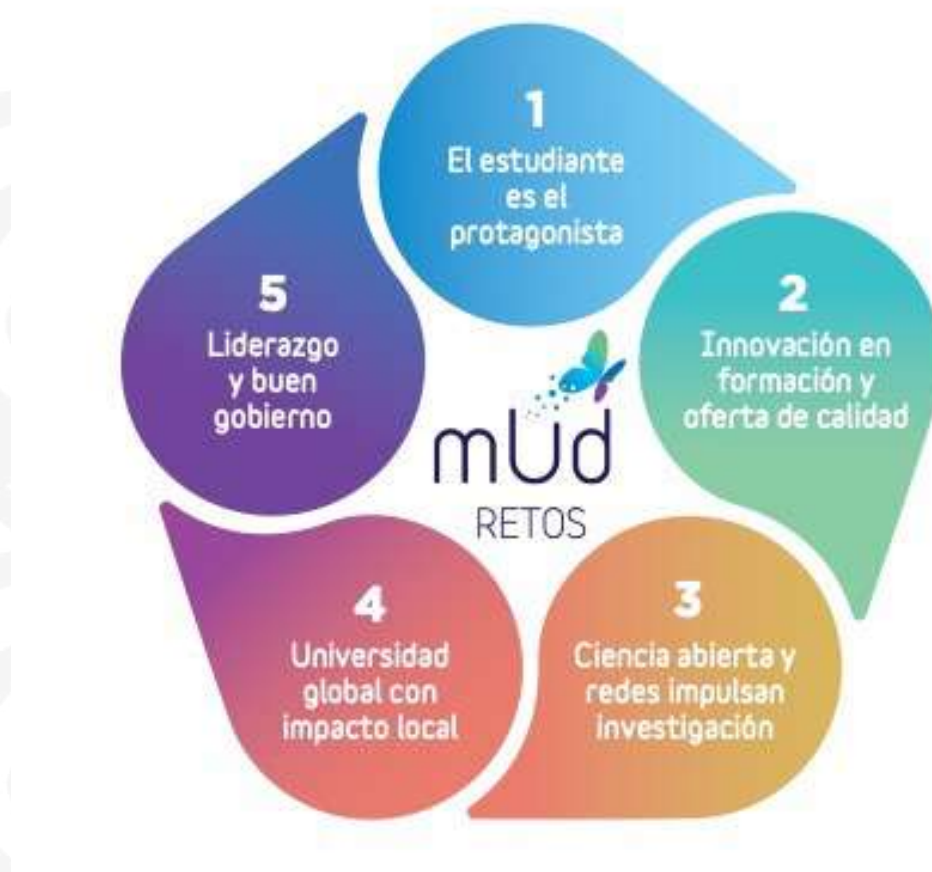 1
El estudiante
es el
protagonista
2
Innovación en
formación y
oferta de calidad
3
Ciencia abierta y
redes impulsan
investigación
4
Universidad
global con
impacto local
5
Liderazgo
y buen
gobierno
mUd
RETOS